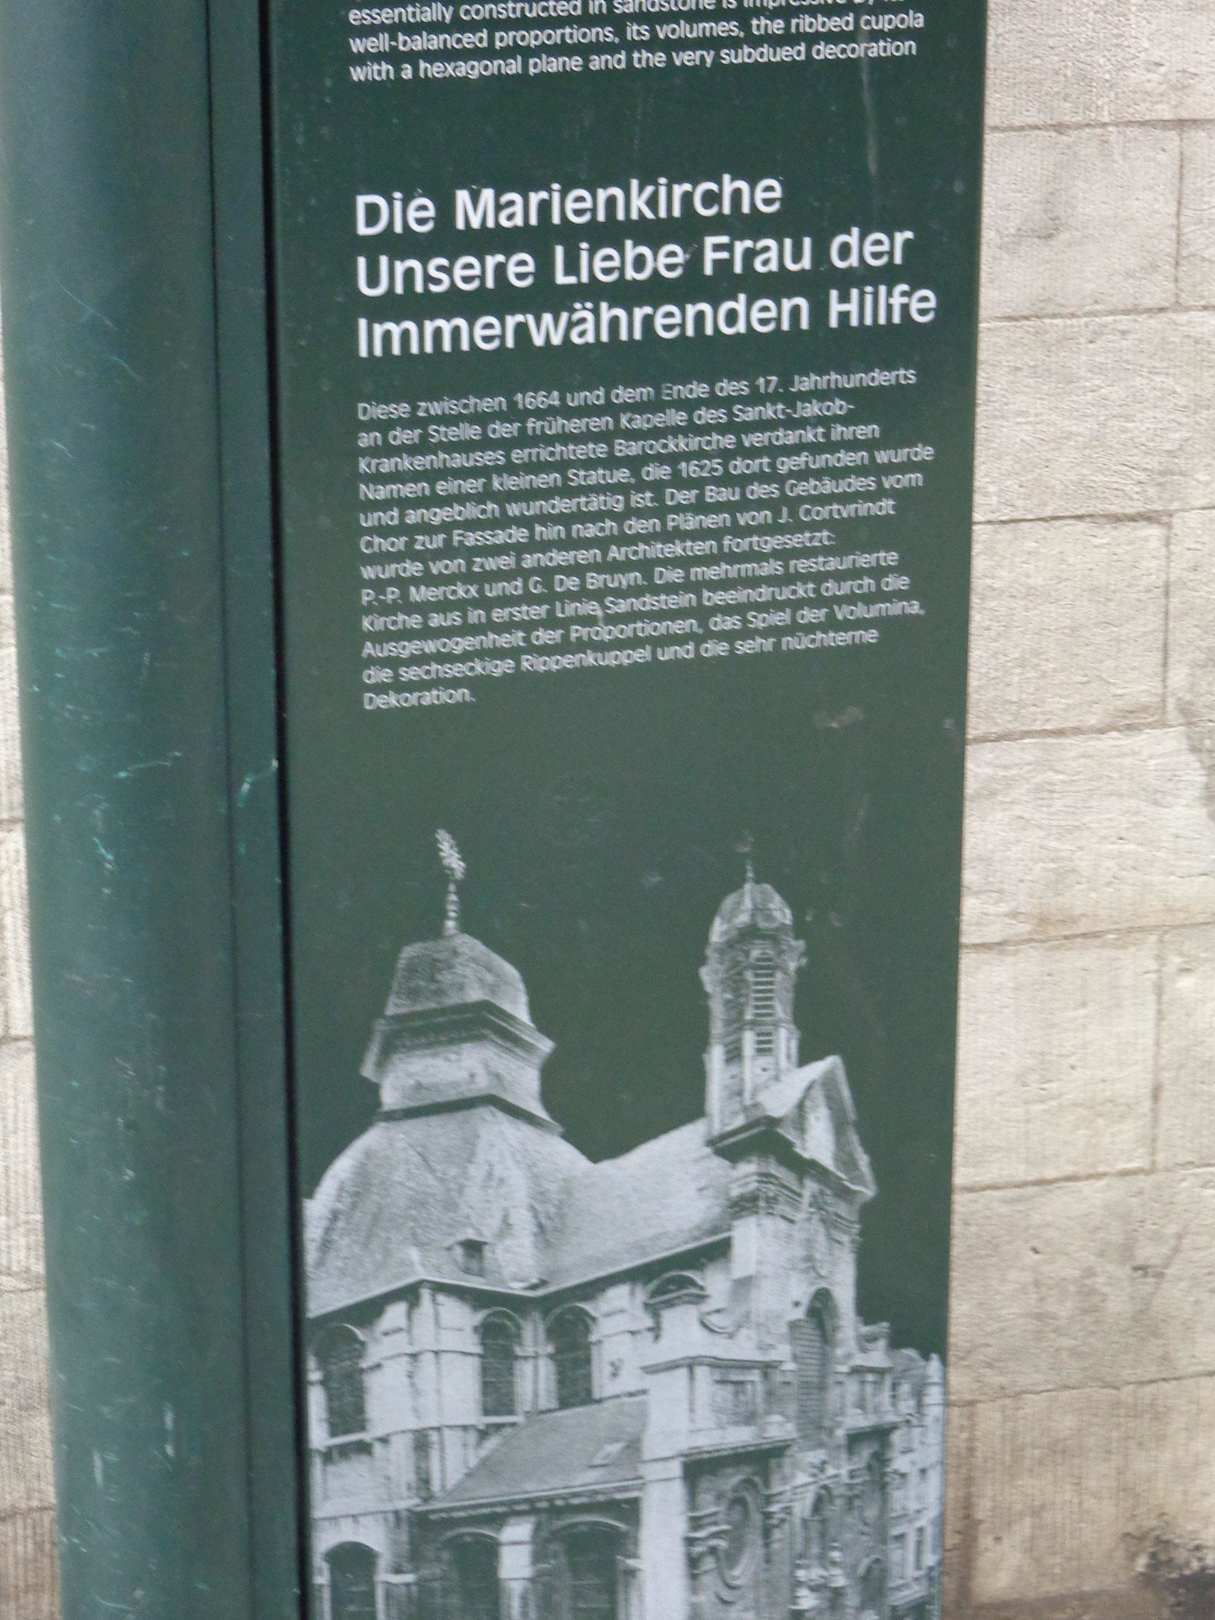 essentially constructed in sandstone is impressive by its
well-balanced proportions, its volumes, the ribbed cupola
with a hexagonal plane and the very subdued decoration
Die Marienkirche
Unsere Liebe Frau der
Immerwährenden Hilfe
Diese zwischen 1664 und dem Ende des 17. Jahrhunderts
an der Stelle der früheren Kapelle des Sankt-Jakob-
Krankenhauses errichtete Barockkirche verdankt ihren
Namen einer kleinen Statue, die 1625 dort gefunden wurde
und angeblich wundertätig ist. Der Bau des Gebäudes vom
Chor zur Fassade hin nach den Plänen von J. Cortvrindt
wurde von zwei anderen Architekten fortgesetzt:
P.-P. Merckx und G. De Bruyn. Die mehrmals restaurierte
Kirche aus in erster Linie Sandstein beeindruckt durch die
Ausgewogenheit der Proportionen, das Spiel der Volumina,
die sechseckige Rippenkuppel und die sehr nüchterne
Dekoration.